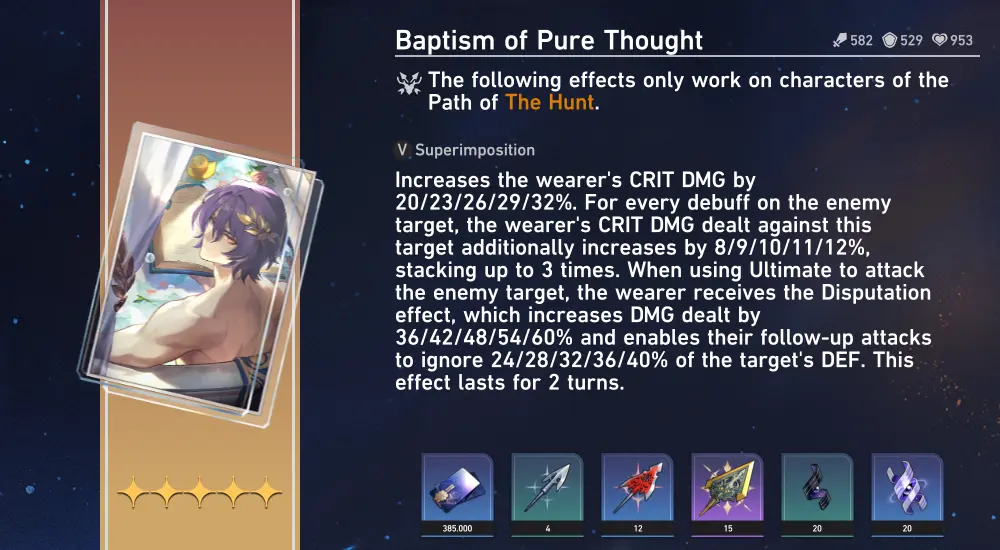 Baptism of Pure Thought
582 529 953
The following effects only work on characters of the
Path of The Hunt.
V Superimposition
Increases the wearer's CRIT DMG by
20/23/26/29/32%. For every debuff on the enemy
target, the wearer's CRIT DMG dealt against this
target additionally increases by 8/9/10/11/12%,
stacking up to 3 times. When using Ultimate to attack
the enemy target, the wearer receives the Disputation
effect, which increases DMG dealt by
36/42/48/54/60% and enables their follow-up attacks
to ignore 24/28/32/36/40% of the target's DEF. This
effect lasts for 2 turns.
385.000 4 12 15 20 20